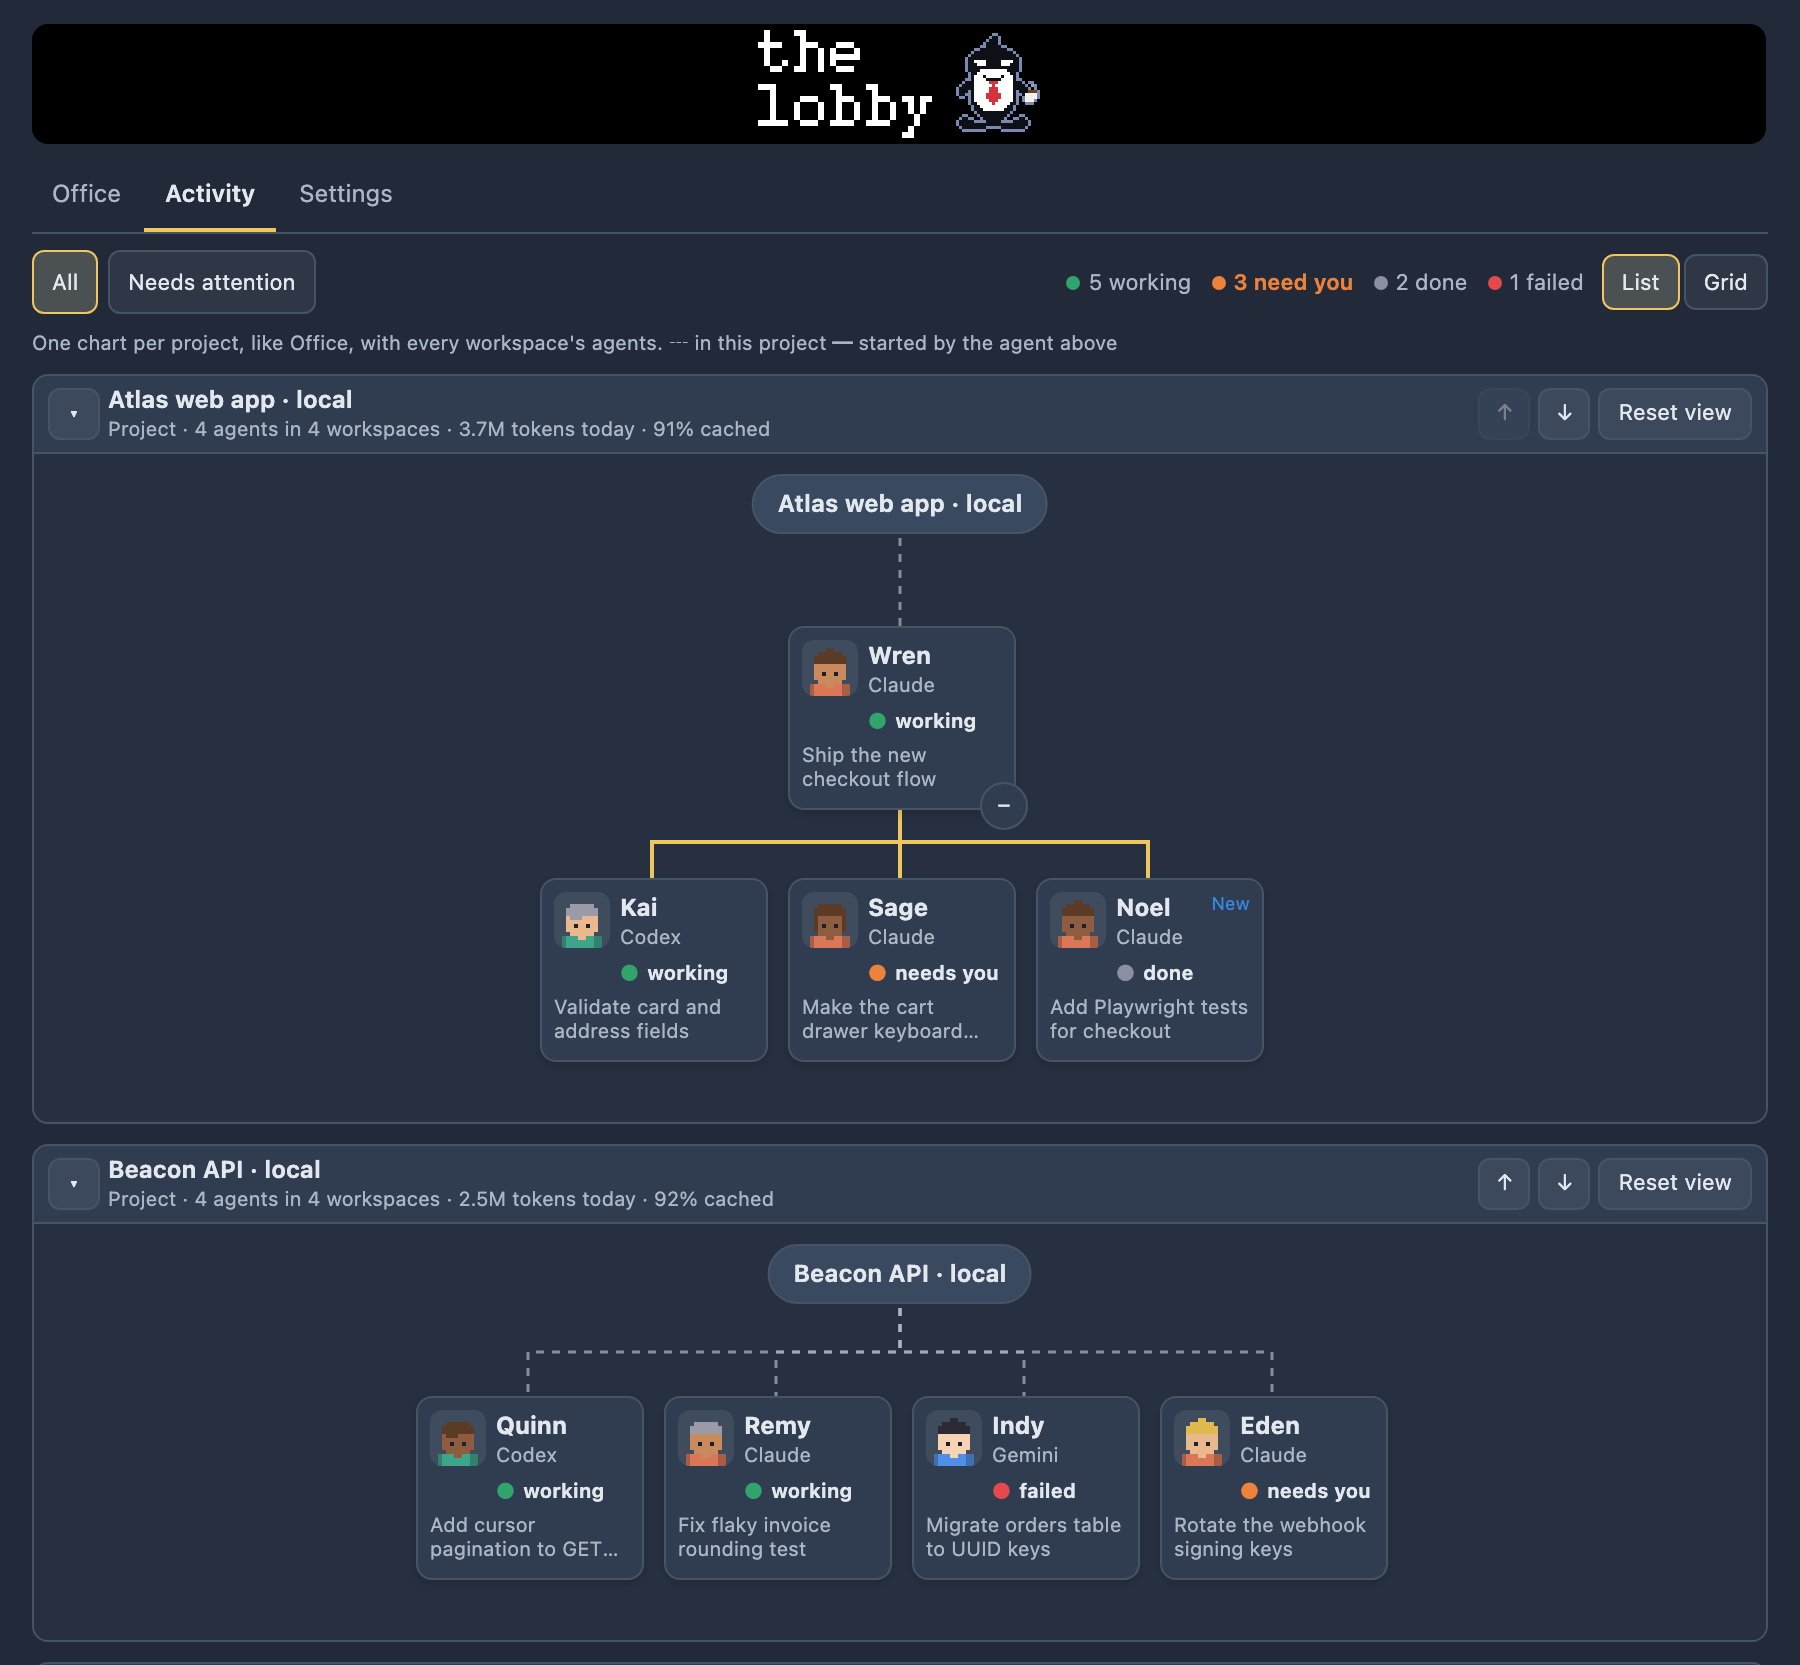 the
lobby
Office
Activity
Settings
All
Needs attention
5 working
3 need you
2 done
1 failed
List
Grid
One chart per project, like Office, with every workspace's agents. --- in this project — started by the agent above
Atlas web app · local
Project · 4 agents in 4 workspaces · 3.7M tokens today · 91% cached
↑
↓
Reset view
Atlas web app · local
Wren
Claude
working
Ship the new
checkout flow
−
Kai
Codex
working
Validate card and
address fields
Sage
Claude
needs you
Make the cart
drawer keyboard...
Noel
New
Claude
done
Add Playwright tests
for checkout
Beacon API · local
Project · 4 agents in 4 workspaces · 2.5M tokens today · 92% cached
↑
↓
Reset view
Beacon API · local
Quinn
Codex
working
Add cursor
pagination to GET...
Remy
Claude
working
Fix flaky invoice
rounding test
Indy
Gemini
failed
Migrate orders table
to UUID keys
Eden
Claude
needs you
Rotate the webhook
signing keys